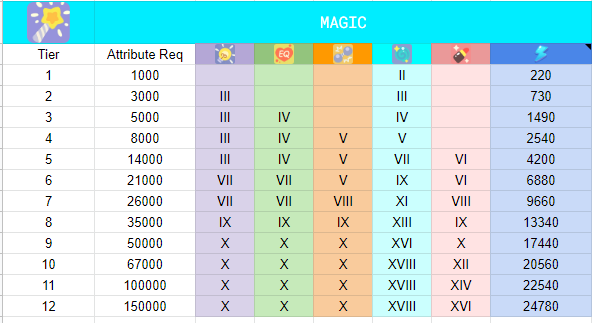 MAGIC
Tier Attribute Req EQ
1 1000 II 220
2 3000 III III 730
3 5000 III IV IV 1490
4 8000 III IV V V 2540
5 14000 III IV V VII VI 4200
6 21000 VII VII V IX VI 6880
7 26000 VII VII VIII XI VIII 9660
8 35000 IX IX IX XIII IX 13340
9 50000 X X X XVI X 17440
10 67000 X X X XVIII XII 20560
11 100000 X X X XVIII XIV 22540
12 150000 X X X XVIII XVI 24780